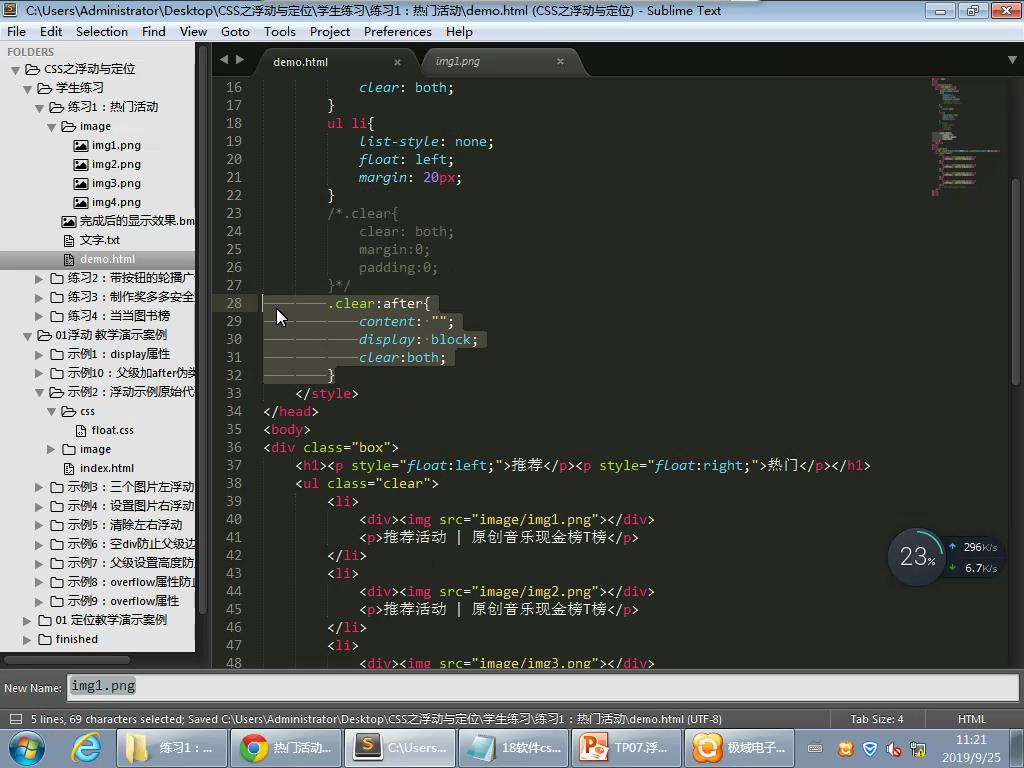 C:\Users\Administrator\Desktop\CSS之浮动与定位\学生练习\练习1：热门活动\demo.html (CSS之浮动与定位) - Sublime Text
File Edit Selection Find View Goto Tools Project Preferences Help
FOLDERS
CSS之浮动与定位
学生练习
练习1：热门活动
image
img1.png
img2.png
img3.png
img4.png
完成后的显示效果.bm
文字.txt
demo.html
练习2：带按钮的轮播广
练习3：制作奖多多安全
练习4：当当图书榜
01浮动 教学演示案例
示例1：display属性
示例10：父级加after伪类
示例2：浮动示例原始代
css
float.css
image
index.html
示例3：三个图片左浮动
示例4：设置图片右浮动
示例5：清除左右浮动
示例6：空div防止父级边
示例7：父级设置高度防
示例8：overflow属性防止
示例9：overflow属性
01 定位教学演示案例
finished
demo.html img1.png
16 clear: both;
17 }
18 ul li{
19 list-style: none;
20 float: left;
21 margin: 20px;
22 }
23 /*.clear{
24 clear: both;
25 margin:0;
26 padding:0;
27 }*/
28 .clear:after{
29 content: "";
30 display: block;
31 clear:both;
32 }
33 </style>
34 </head>
35 <body>
36 <div class="box">
37 <h1><p style="float:left;">推荐</p><p style="float:right;">热门</p></h1>
38 <ul class="clear">
39 <li>
40 <div><img src="image/img1.png"></div>
41 <p>推荐活动 | 原创音乐现金榜T榜</p>
42 </li>
43 <li>
44 <div><img src="image/img2.png"></div>
45 <p>推荐活动 | 原创音乐现金榜T榜</p>
46 </li>
47 <li>
48 <div><img src="image/img3.png"></div>
23%
296K/s
6.7K/s
New Name: img1.png
5 lines, 69 characters selected; Saved C:\Users\Administrator\Desktop\CSS之浮动与定位\学生练习\练习1：热门活动\demo.html (UTF-8) Tab Size: 4 HTML
练习1：... 热门活动... C:\Users... 18软件cs... TP07.浮... 极域电子...
11:21
2019/9/25